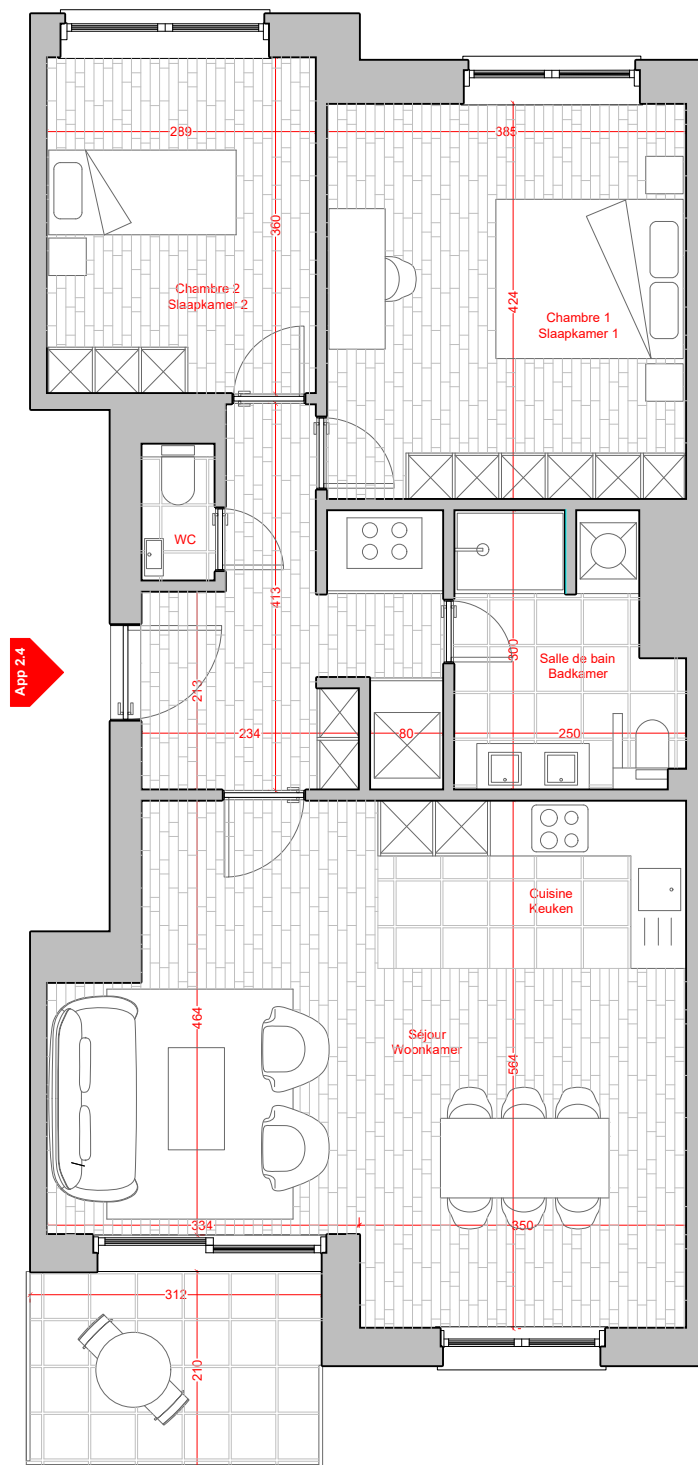 289
385
360
424
Chambre 2
Slaapkamer 2
Chambre 1
Slaapkamer 1
WC
413
300
Salle de bain
Badkamer
App 2.4
213
234
80
250
Cuisine
Keuken
464
Séjour
Woonkamer
564
334
350
312
210